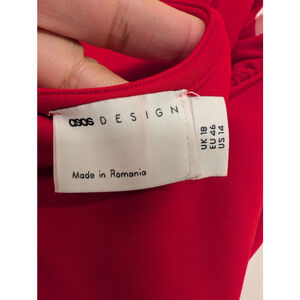 asos DESIGN
Made in Romania
UK 18
EU 46
US 14